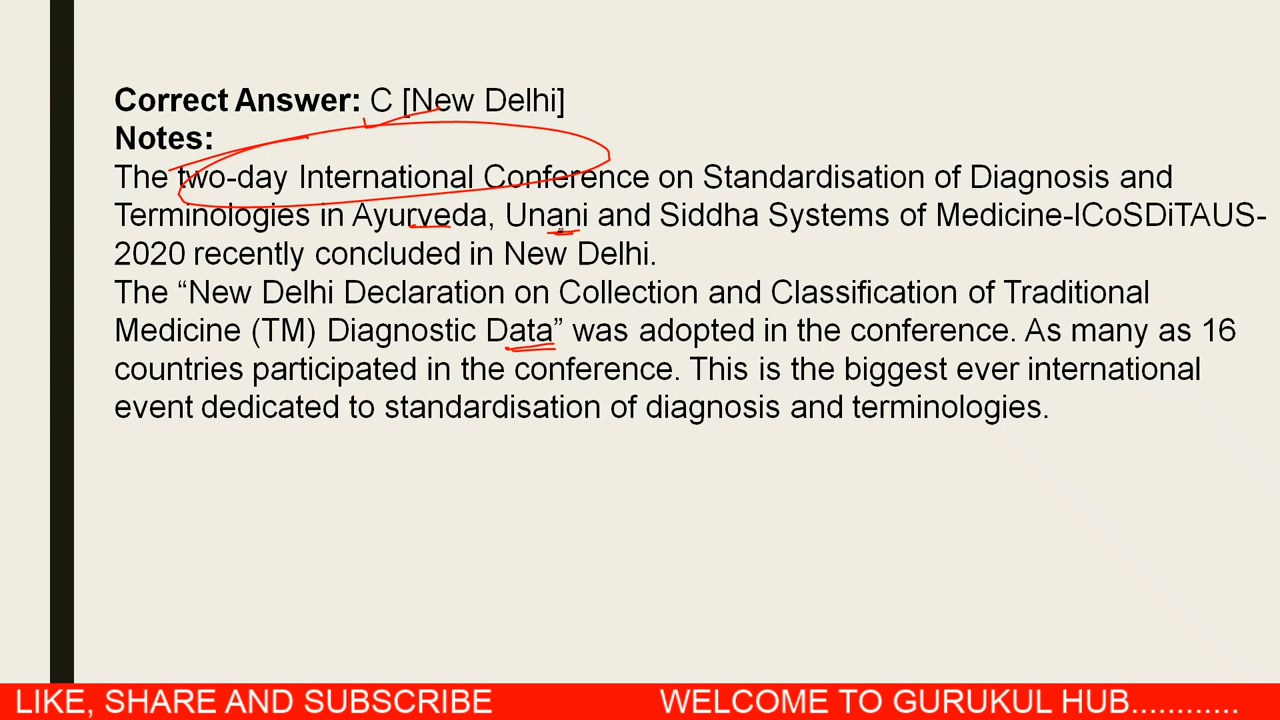 Correct Answer: C [New Delhi]
Notes:
The two-day International Conference on Standardisation of Diagnosis and
Terminologies in Ayurveda, Unani and Siddha Systems of Medicine-ICoSDiTAUS-
2020 recently concluded in New Delhi.
The “New Delhi Declaration on Collection and Classification of Traditional
Medicine (TM) Diagnostic Data” was adopted in the conference. As many as 16
countries participated in the conference. This is the biggest ever international
event dedicated to standardisation of diagnosis and terminologies.
LIKE, SHARE AND SUBSCRIBE WELCOME TO GURUKUL HUB............